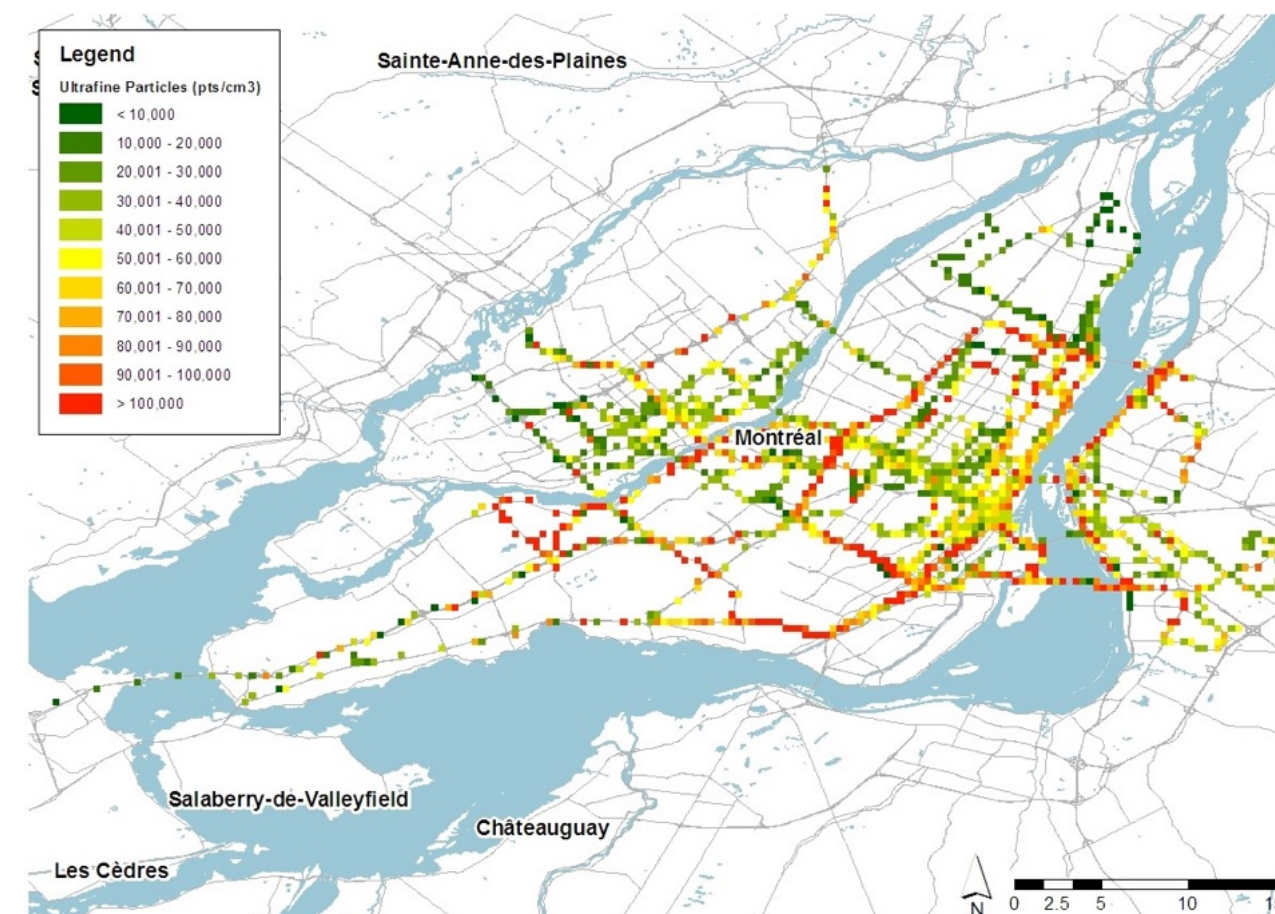 Legend
Ultrafine Particles (pts/cm3)
< 10,000
10,000 - 20,000
20,001 - 30,000
30,001 - 40,000
40,001 - 50,000
50,001 - 60,000
60,001 - 70,000
70,001 - 80,000
80,001 - 90,000
90,001 - 100,000
> 100,000
Sainte-Anne-des-Plaines
Montréal
Salaberry-de-Valleyfield
Châteauguay
Les Cèdres
N
0 2.5 5 10